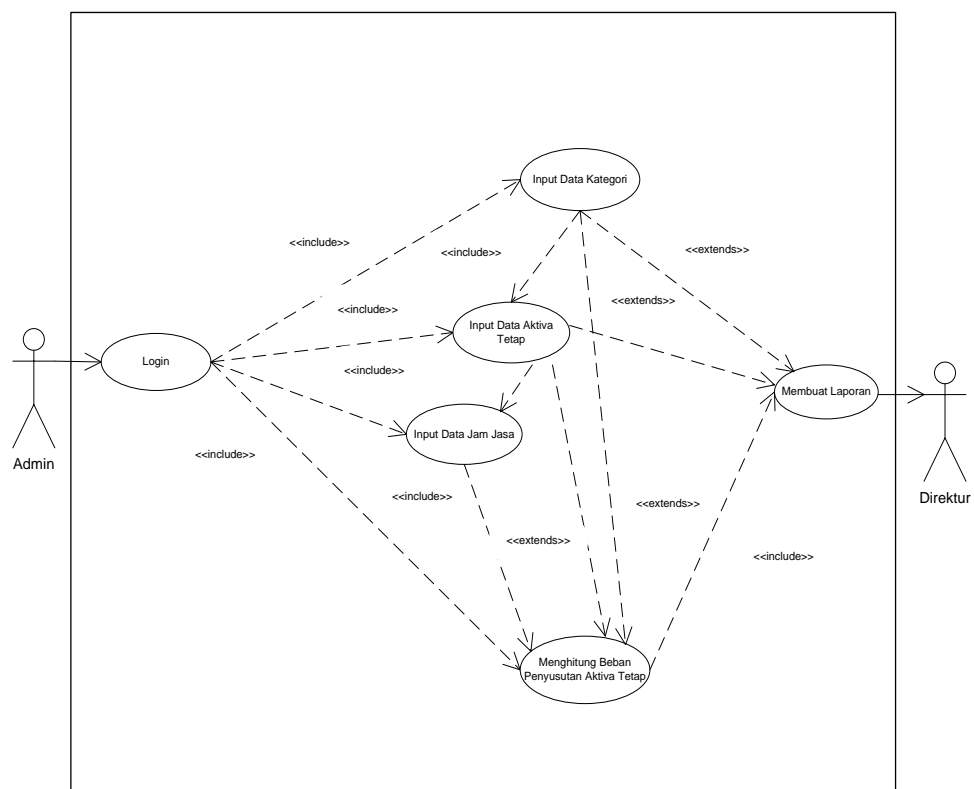 Input Data Kategori
<<include>>
<<include>>
<<extends>>
<<include>>
<<extends>>
Input Data Aktiva
Tetap
Login
<<include>>
Membuat Laporan
Input Data Jam Jasa
Admin
<<include>>
<<include>>
Direktur
<<extends>>
<<extends>>
<<include>>
Menghitung Beban
Penyusutan Aktiva Tetap